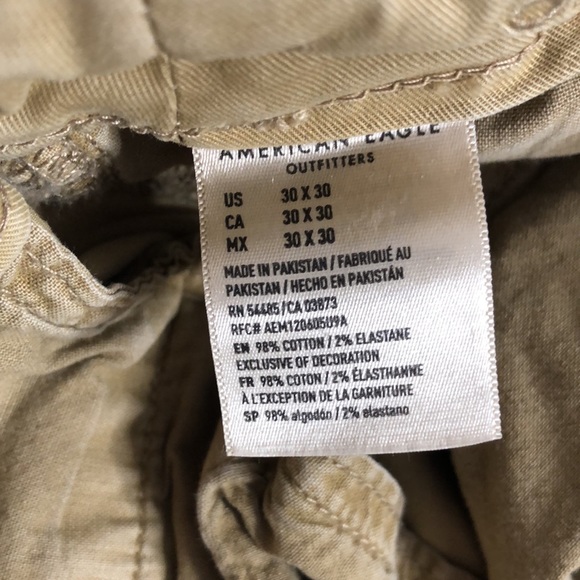 AMERICAN EAGLE
OUTFITTERS
US 30 X 30
CA 30 X 30
MX 30 X 30
MADE IN PAKISTAN / FABRIQUÉ AU
PAKISTAN / HECHO EN PAKISTÁN
RN 54485 / CA 03873
RFC# AEM120605U9A
EN 98% COTTON / 2% ELASTANE
EXCLUSIVE OF DECORATION
FR 98% COTON / 2% ÉLASTHANNE
À L'EXCEPTION DE LA GARNITURE
SP 98% algodón / 2% elastano